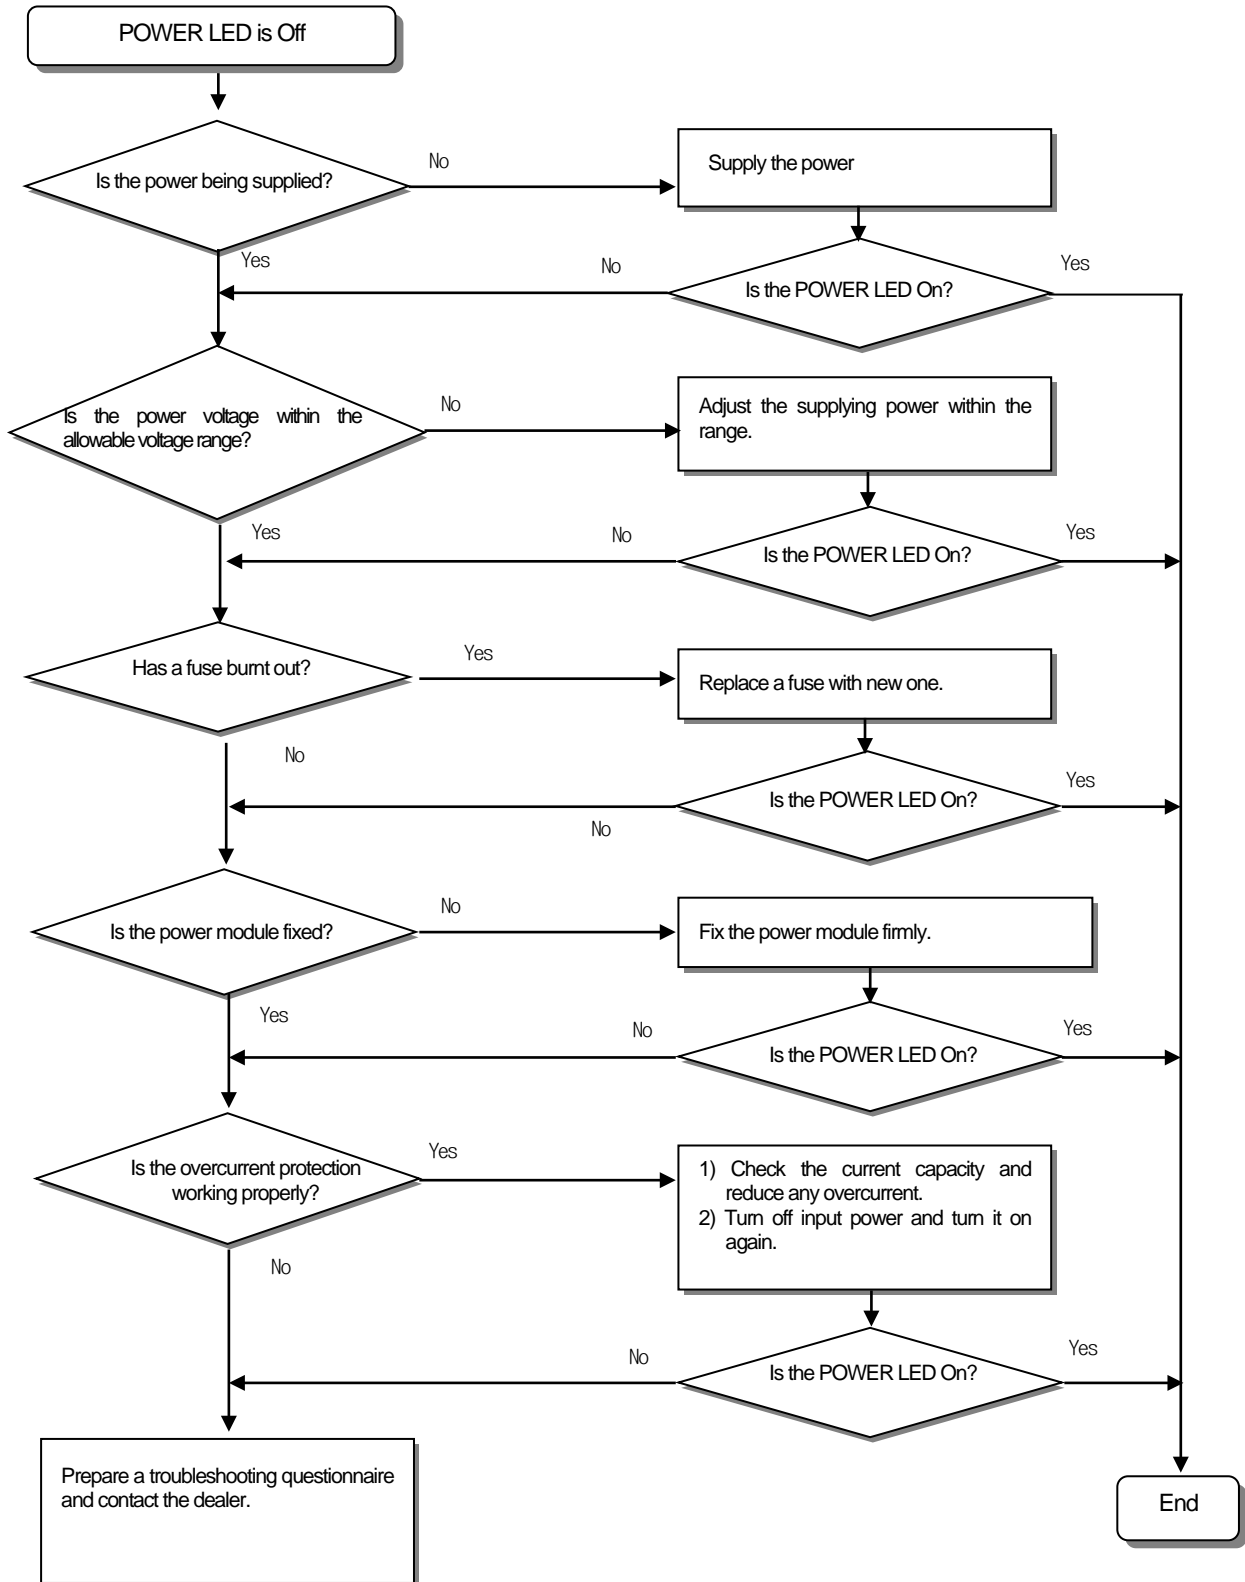 POWER LED is Off
Is the power being supplied?
No
Supply the power
Yes
No
Is the POWER LED On?
Yes
Is the power voltage within the
allowable voltage range?
No
Adjust the supplying power within the
range.
Yes
No
Is the POWER LED On?
Yes
Has a fuse burnt out?
Yes
Replace a fuse with new one.
No
No
Is the POWER LED On?
Yes
Is the power module fixed?
No
Fix the power module firmly.
Yes
No
Is the POWER LED On?
Yes
Is the overcurrent protection
working properly?
Yes
1) Check the current capacity and
reduce any overcurrent.
2) Turn off input power and turn it on
again.
No
No
Is the POWER LED On?
Yes
Prepare a troubleshooting questionnaire
and contact the dealer.
End